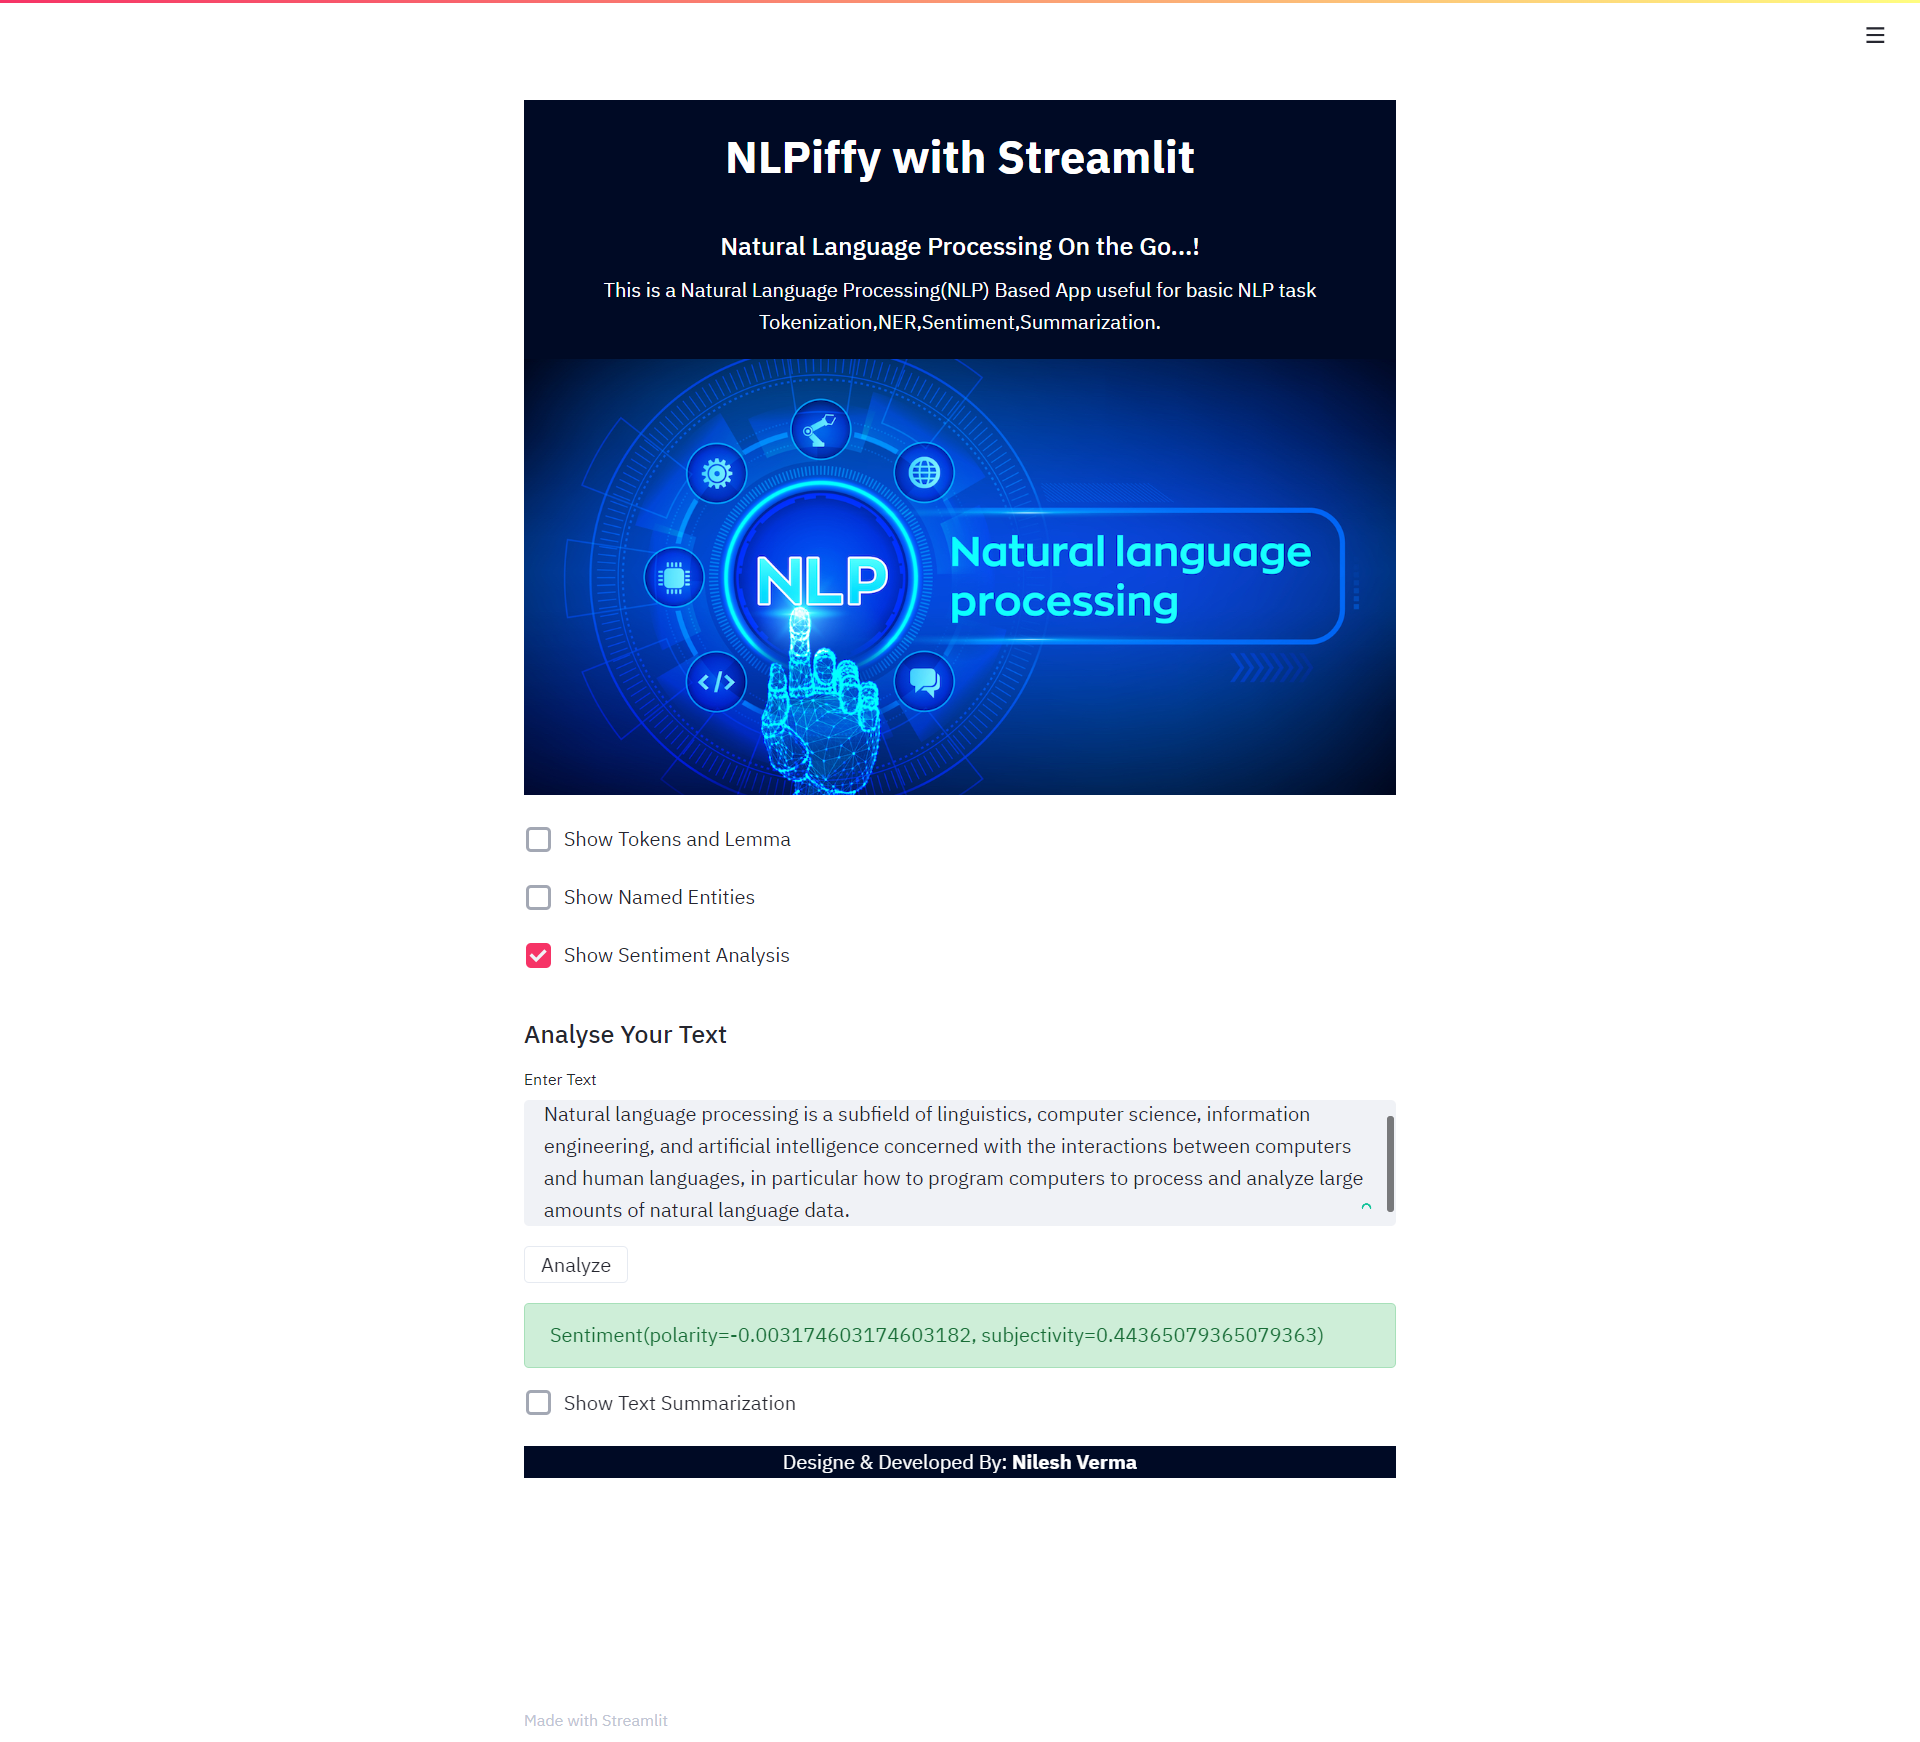 NLPiffy with Streamlit
Natural Language Processing On the Go...!
This is a Natural Language Processing(NLP) Based App useful for basic NLP task
Tokenization,NER,Sentiment,Summarization.
NLP
Natural language
processing
Show Tokens and Lemma
Show Named Entities
Show Sentiment Analysis
Analyse Your Text
Enter Text
Natural language processing is a subfield of linguistics, computer science, information
engineering, and artificial intelligence concerned with the interactions between computers
and human languages, in particular how to program computers to process and analyze large
amounts of natural language data.
Analyze
Sentiment(polarity=-0.003174603174603182, subjectivity=0.44365079365079363)
Show Text Summarization
Designe & Developed By: Nilesh Verma
Made with Streamlit